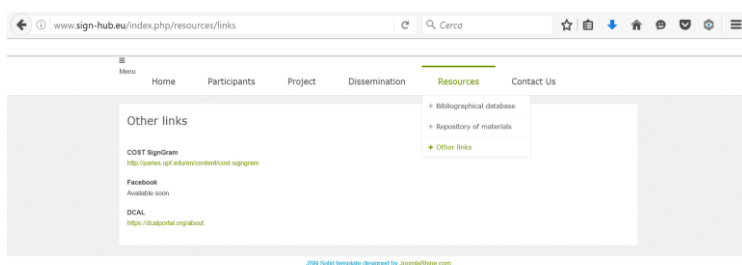 www.sign-hub.eu/index.php/resources/links
Cerca
Menu
Home Participants Project Dissemination Resources Contact Us
+ Bibliographical database
+ Repository of materials
+ Other links
Other links
COST SignGram
http://parles.upf.edu/en/content/cost-signgram
Facebook
Available soon
DCAL
https://dcalportal.org/about
JSN Solid template designed by JoomlaShine.com